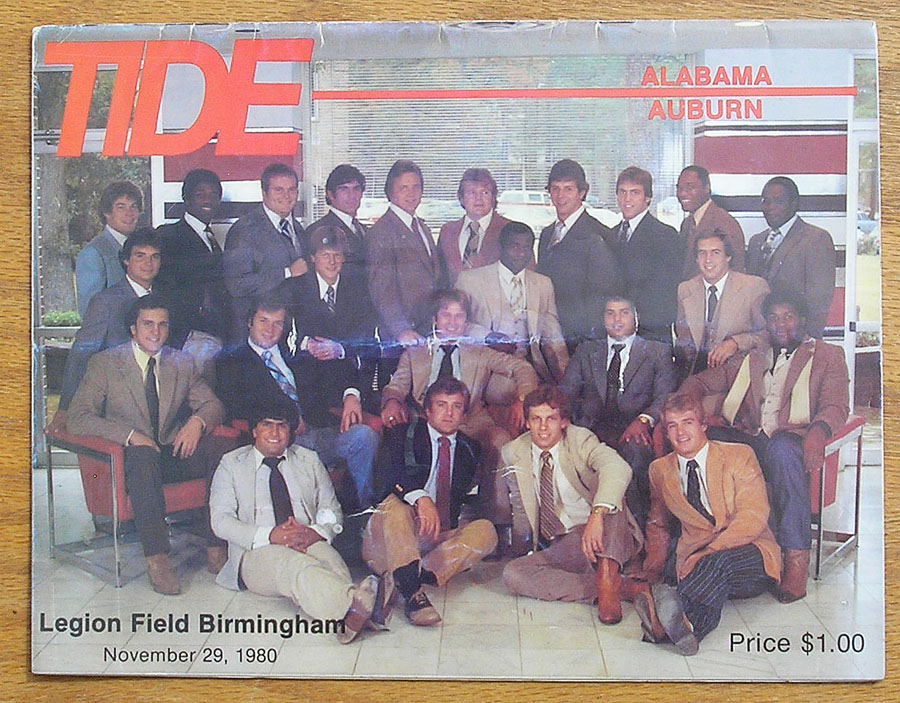 TIDE
ALABAMA
AUBURN
Legion Field Birmingham
November 29, 1980
Price $1.00